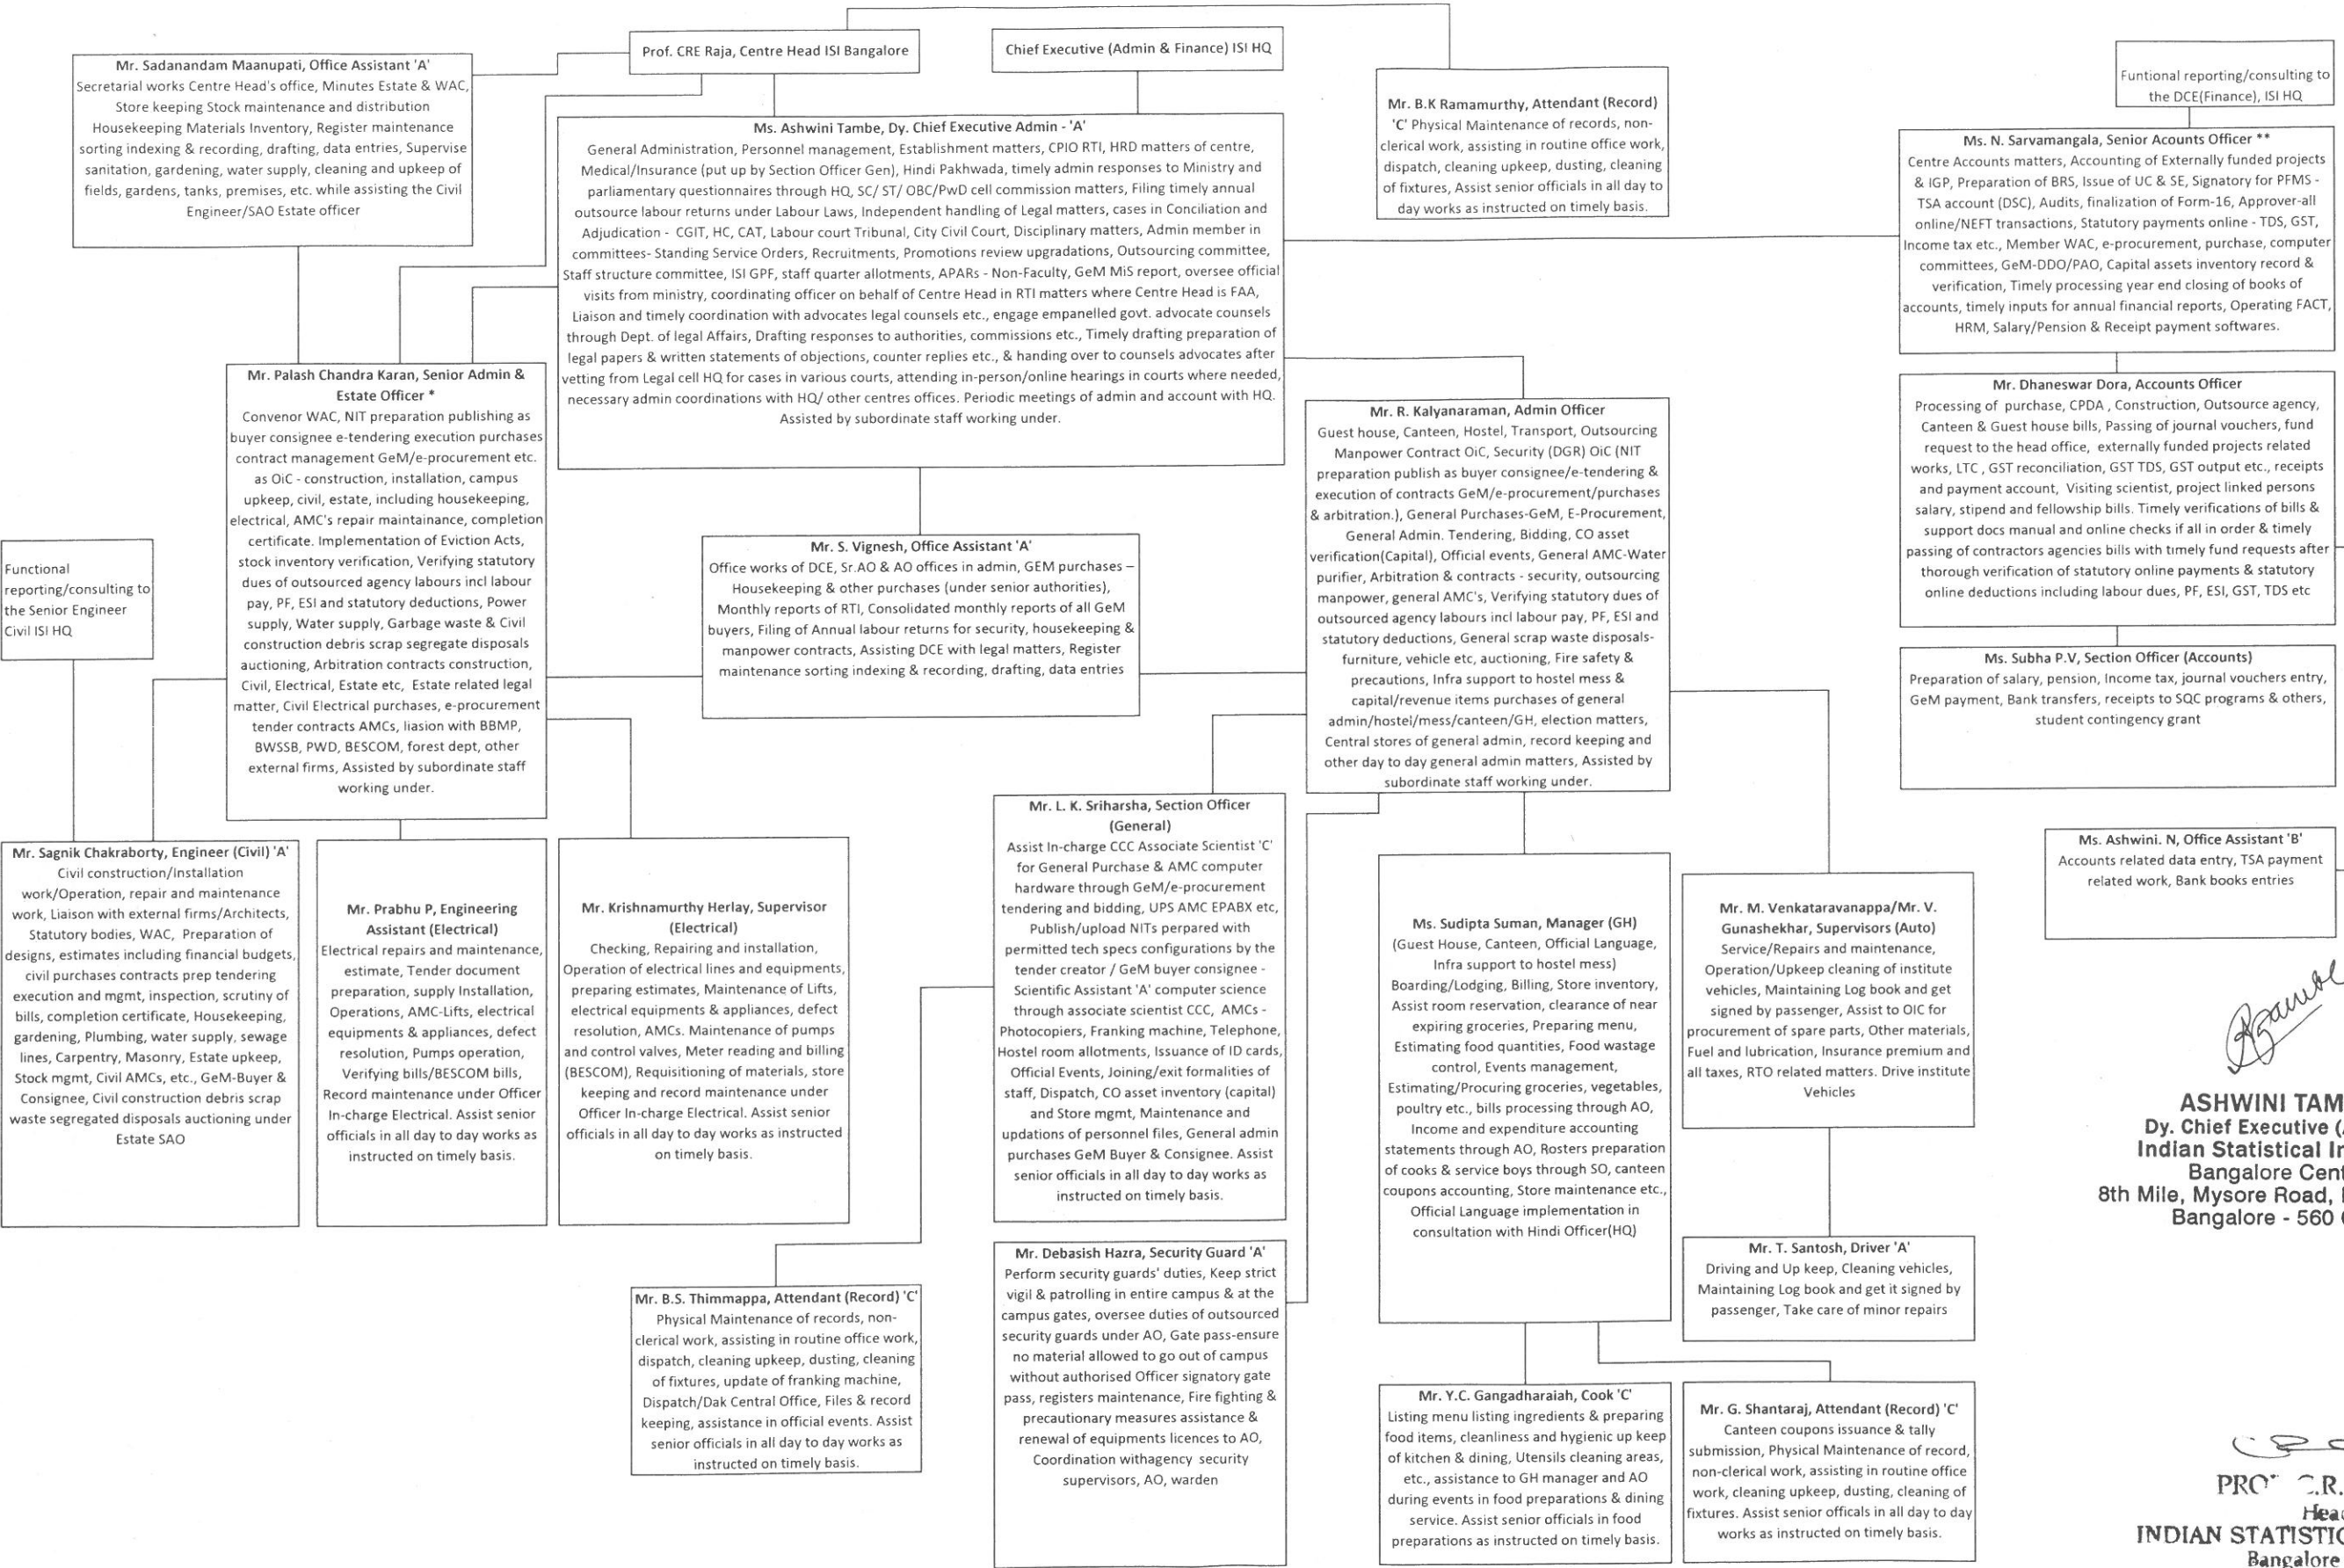 Prof. CRE Raja, Centre Head ISI Bangalore
Chief Executive (Admin & Finance) ISI HQ
Mr. Sadanandam Maanupati, Office Assistant 'A'
Secretarial works Centre Head's office, Minutes Estate & WAC,
Store keeping Stock maintenance and distribution
Housekeeping Materials Inventory, Register maintenance
sorting indexing & recording, drafting, data entries, Supervise
sanitation, gardening, water supply, cleaning and upkeep of
fields, gardens, tanks, premises, etc. while assisting the Civil
Engineer/SAO Estate officer
Mr. B.K Ramamurthy, Attendant (Record)
'C' Physical Maintenance of records, non-
clerical work, assisting in routine office work,
dispatch, cleaning upkeep, dusting, cleaning
of fixtures, Assist senior officials in all day to
day works as instructed on timely basis.
Funtional reporting/consulting to
the DCE(Finance), ISI HQ
Ms. Ashwini Tambe, Dy. Chief Executive Admin - 'A'
General Administration, Personnel management, Establishment matters, CPIO RTI, HRD matters of centre,
Medical/Insurance (put up by Section Officer Gen), Hindi Pakhwada, timely admin responses to Ministry and
parliamentary questionnaires through HQ, SC/ ST/ OBC/PwD cell commission matters, Filing timely annual
outsource labour returns under Labour Laws, Independent handling of Legal matters, cases in Conciliation and
Adjudication - CGIT, HC, CAT, Labour court Tribunal, City Civil Court, Disciplinary matters, Admin member in
committees- Standing Service Orders, Recruitments, Promotions review upgradations, Outsourcing committee,
Staff structure committee, ISI GPF, staff quarter allotments, APARs - Non-Faculty, GeM MiS report, oversee official
visits from ministry, coordinating officer on behalf of Centre Head in RTI matters where Centre Head is FAA,
Liaison and timely coordination with advocates legal counsels etc., engage empanelled govt. advocate counsels
through Dept. of legal Affairs, Drafting responses to authorities, commissions etc., Timely drafting preparation of
legal papers & written statements of objections, counter replies etc., & handing over to counsels advocates after
vetting from Legal cell HQ for cases in various courts, attending in-person/online hearings in courts where needed,
necessary admin coordinations with HQ/ other centres offices. Periodic meetings of admin and account with HQ.
Assisted by subordinate staff working under.
Ms. N. Sarvamangala, Senior Acounts Officer **
Centre Accounts matters, Accounting of Externally funded projects
& IGP, Preparation of BRS, Issue of UC & SE, Signatory for PFMS -
TSA account (DSC), Audits, finalization of Form-16, Approver-all
online/NEFT transactions, Statutory payments online - TDS, GST,
Income tax etc., Member WAC, e-procurement, purchase, computer
committees, GeM-DDO/PAO, Capital assets inventory record &
verification, Timely processing year end closing of books of
accounts, timely inputs for annual financial reports, Operating FACT,
HRM, Salary/Pension & Receipt payment softwares.
Mr. Palash Chandra Karan, Senior Admin &
Estate Officer *
Convenor WAC, NIT preparation publishing as
buyer consignee e-tendering execution purchases
contract management GeM/e-procurement etc.
as OiC - construction, installation, campus
upkeep, civil, estate, including housekeeping,
electrical, AMC's repair maintainance, completion
certificate. Implementation of Eviction Acts,
stock inventory verification, Verifying statutory
dues of outsourced agency labours incl labour
pay, PF, ESI and statutory deductions, Power
supply, Water supply, Garbage waste & Civil
construction debris scrap segregate disposals
auctioning, Arbitration contracts construction,
Civil, Electrical, Estate etc, Estate related legal
matter, Civil Electrical purchases, e-procurement
tender contracts AMCs, liasion with BBMP,
BWSSB, PWD, BESCOM, forest dept, other
external firms, Assisted by subordinate staff
working under.
Mr. Dhaneswar Dora, Accounts Officer
Processing of purchase, CPDA , Construction, Outsource agency,
Canteen & Guest house bills, Passing of journal vouchers, fund
request to the head office, externally funded projects related
works, LTC , GST reconciliation, GST TDS, GST output etc., receipts
and payment account, Visiting scientist, project linked persons
salary, stipend and fellowship bills. Timely verifications of bills &
support docs manual and online checks if all in order & timely
passing of contractors agencies bills with timely fund requests after
thorough verification of statutory online payments & statutory
online deductions including labour dues, PF, ESI, GST, TDS etc
Mr. R. Kalyanaraman, Admin Officer
Guest house, Canteen, Hostel, Transport, Outsourcing
Manpower Contract OiC, Security (DGR) OiC (NIT
preparation publish as buyer consignee/e-tendering &
execution of contracts GeM/e-procurement/purchases
& arbitration.), General Purchases-GeM, E-Procurement,
General Admin. Tendering, Bidding, CO asset
verification(Capital), Official events, General AMC-Water
purifier, Arbitration & contracts - security, outsourcing
manpower, general AMC's, Verifying statutory dues of
outsourced agency labours incl labour pay, PF, ESI and
statutory deductions, General scrap waste disposals-
furniture, vehicle etc, auctioning, Fire safety &
precautions, Infra support to hostel mess &
capital/revenue items purchases of general
admin/hostel/mess/canteen/GH, election matters,
Central stores of general admin, record keeping and
other day to day general admin matters, Assisted by
subordinate staff working under.
Functional
reporting/consulting to
the Senior Engineer
Civil ISI HQ
Mr. S. Vignesh, Office Assistant 'A'
Office works of DCE, Sr.AO & AO offices in admin, GEM purchases –
Housekeeping & other purchases (under senior authorities),
Monthly reports of RTI, Consolidated monthly reports of all GeM
buyers, Filing of Annual labour returns for security, housekeeping &
manpower contracts, Assisting DCE with legal matters, Register
maintenance sorting indexing & recording, drafting, data entries
Ms. Subha P.V, Section Officer (Accounts)
Preparation of salary, pension, Income tax, journal vouchers entry,
GeM payment, Bank transfers, receipts to SQC programs & others,
student contingency grant
Mr. Sagnik Chakraborty, Engineer (Civil) 'A'
Civil construction/Installation
work/Operation, repair and maintenance
work, Liaison with external firms/Architects,
Statutory bodies, WAC, Preparation of
designs, estimates including financial budgets,
civil purchases contracts prep tendering
execution and mgmt, inspection, scrutiny of
bills, completion certificate, Housekeeping,
gardening, Plumbing, water supply, sewage
lines, Carpentry, Masonry, Estate upkeep,
Stock mgmt, Civil AMCs, etc., GeM-Buyer &
Consignee, Civil construction debris scrap
waste segregated disposals auctioning under
Estate SAO
Mr. Prabhu P, Engineering
Assistant (Electrical)
Electrical repairs and maintenance,
estimate, Tender document
preparation, supply Installation,
Operations, AMC-Lifts, electrical
equipments & appliances, defect
resolution, Pumps operation,
Verifying bills/BESCOM bills,
Record maintenance under Officer
In-charge Electrical. Assist senior
officials in all day to day works as
instructed on timely basis.
Mr. Krishnamurthy Herlay, Supervisor
(Electrical)
Checking, Repairing and installation,
Operation of electrical lines and equipments,
preparing estimates, Maintenance of Lifts,
electrical equipments & appliances, defect
resolution, AMCs. Maintenance of pumps
and control valves, Meter reading and billing
(BESCOM), Requisitioning of materials, store
keeping and record maintenance under
Officer In-charge Electrical. Assist senior
officials in all day to day works as instructed
on timely basis.
Mr. L. K. Sriharsha, Section Officer
(General)
Assist In-charge CCC Associate Scientist 'C'
for General Purchase & AMC computer
hardware through GeM/e-procurement
tendering and bidding, UPS AMC EPABX etc,
Publish/upload NITs perpared with
permitted tech specs configurations by the
tender creator / GeM buyer consignee -
Scientific Assistant 'A' computer science
through associate scientist CCC, AMCs -
Photocopiers, Franking machine, Telephone,
Hostel room allotments, Issuance of ID cards,
Official Events, Joining/exit formalities of
staff, Dispatch, CO asset inventory (capital)
and Store mgmt, Maintenance and
updations of personnel files, General admin
purchases GeM Buyer & Consignee. Assist
senior officials in all day to day works as
instructed on timely basis.
Ms. Sudipta Suman, Manager (GH)
(Guest House, Canteen, Official Language,
Infra support to hostel mess)
Boarding/Lodging, Billing, Store inventory,
Assist room reservation, clearance of near
expiring groceries, Preparing menu,
Estimating food quantities, Food wastage
control, Events management,
Estimating/Procuring groceries, vegetables,
poultry etc., bills processing through AO,
Income and expenditure accounting
statements through AO, Rosters preparation
of cooks & service boys through SO, canteen
coupons accounting, Store maintenance etc.,
Official Language implementation in
consultation with Hindi Officer(HQ)
Mr. M. Venkataravanappa/Mr. V.
Gunashekhar, Supervisors (Auto)
Service/Repairs and maintenance,
Operation/Upkeep cleaning of institute
vehicles, Maintaining Log book and get
signed by passenger, Assist to OIC for
procurement of spare parts, Other materials,
Fuel and lubrication, Insurance premium and
all taxes, RTO related matters. Drive institute
Vehicles
Ms. Ashwini. N, Office Assistant 'B'
Accounts related data entry, TSA payment
related work, Bank books entries
ASHWINI TAM
Dy. Chief Executive (
Indian Statistical In
Bangalore Cent
8th Mile, Mysore Road,
Bangalore - 560
Mr. B.S. Thimmappa, Attendant (Record) 'C'
Physical Maintenance of records, non-
clerical work, assisting in routine office work,
dispatch, cleaning upkeep, dusting, cleaning
of fixtures, update of franking machine,
Dispatch/Dak Central Office, Files & record
keeping, assistance in official events. Assist
senior officials in all day to day works as
instructed on timely basis.
Mr. Debasish Hazra, Security Guard 'A'
Perform security guards' duties, Keep strict
vigil & patrolling in entire campus & at the
campus gates, oversee duties of outsourced
security guards under AO, Gate pass-ensure
no material allowed to go out of campus
without authorised Officer signatory gate
pass, registers maintenance, Fire fighting &
precautionary measures assistance &
renewal of equipments licences to AO,
Coordination withagency security
supervisors, AO, warden
Mr. T. Santosh, Driver 'A'
Driving and Up keep, Cleaning vehicles,
Maintaining Log book and get it signed by
passenger, Take care of minor repairs
Mr. Y.C. Gangadharaiah, Cook 'C'
Listing menu listing ingredients & preparing
food items, cleanliness and hygienic up keep
of kitchen & dining, Utensils cleaning areas,
etc., assistance to GH manager and AO
during events in food preparations & dining
service. Assist senior officials in food
preparations as instructed on timely basis.
Mr. G. Shantaraj, Attendant (Record) 'C'
Canteen coupons issuance & tally
submission, Physical Maintenance of record,
non-clerical work, assisting in routine office
work, cleaning upkeep, dusting, cleaning of
fixtures. Assist senior officals in all day to day
works as instructed on timely basis.
C.R.
Head
INDIAN STATISTIC
Bangalore